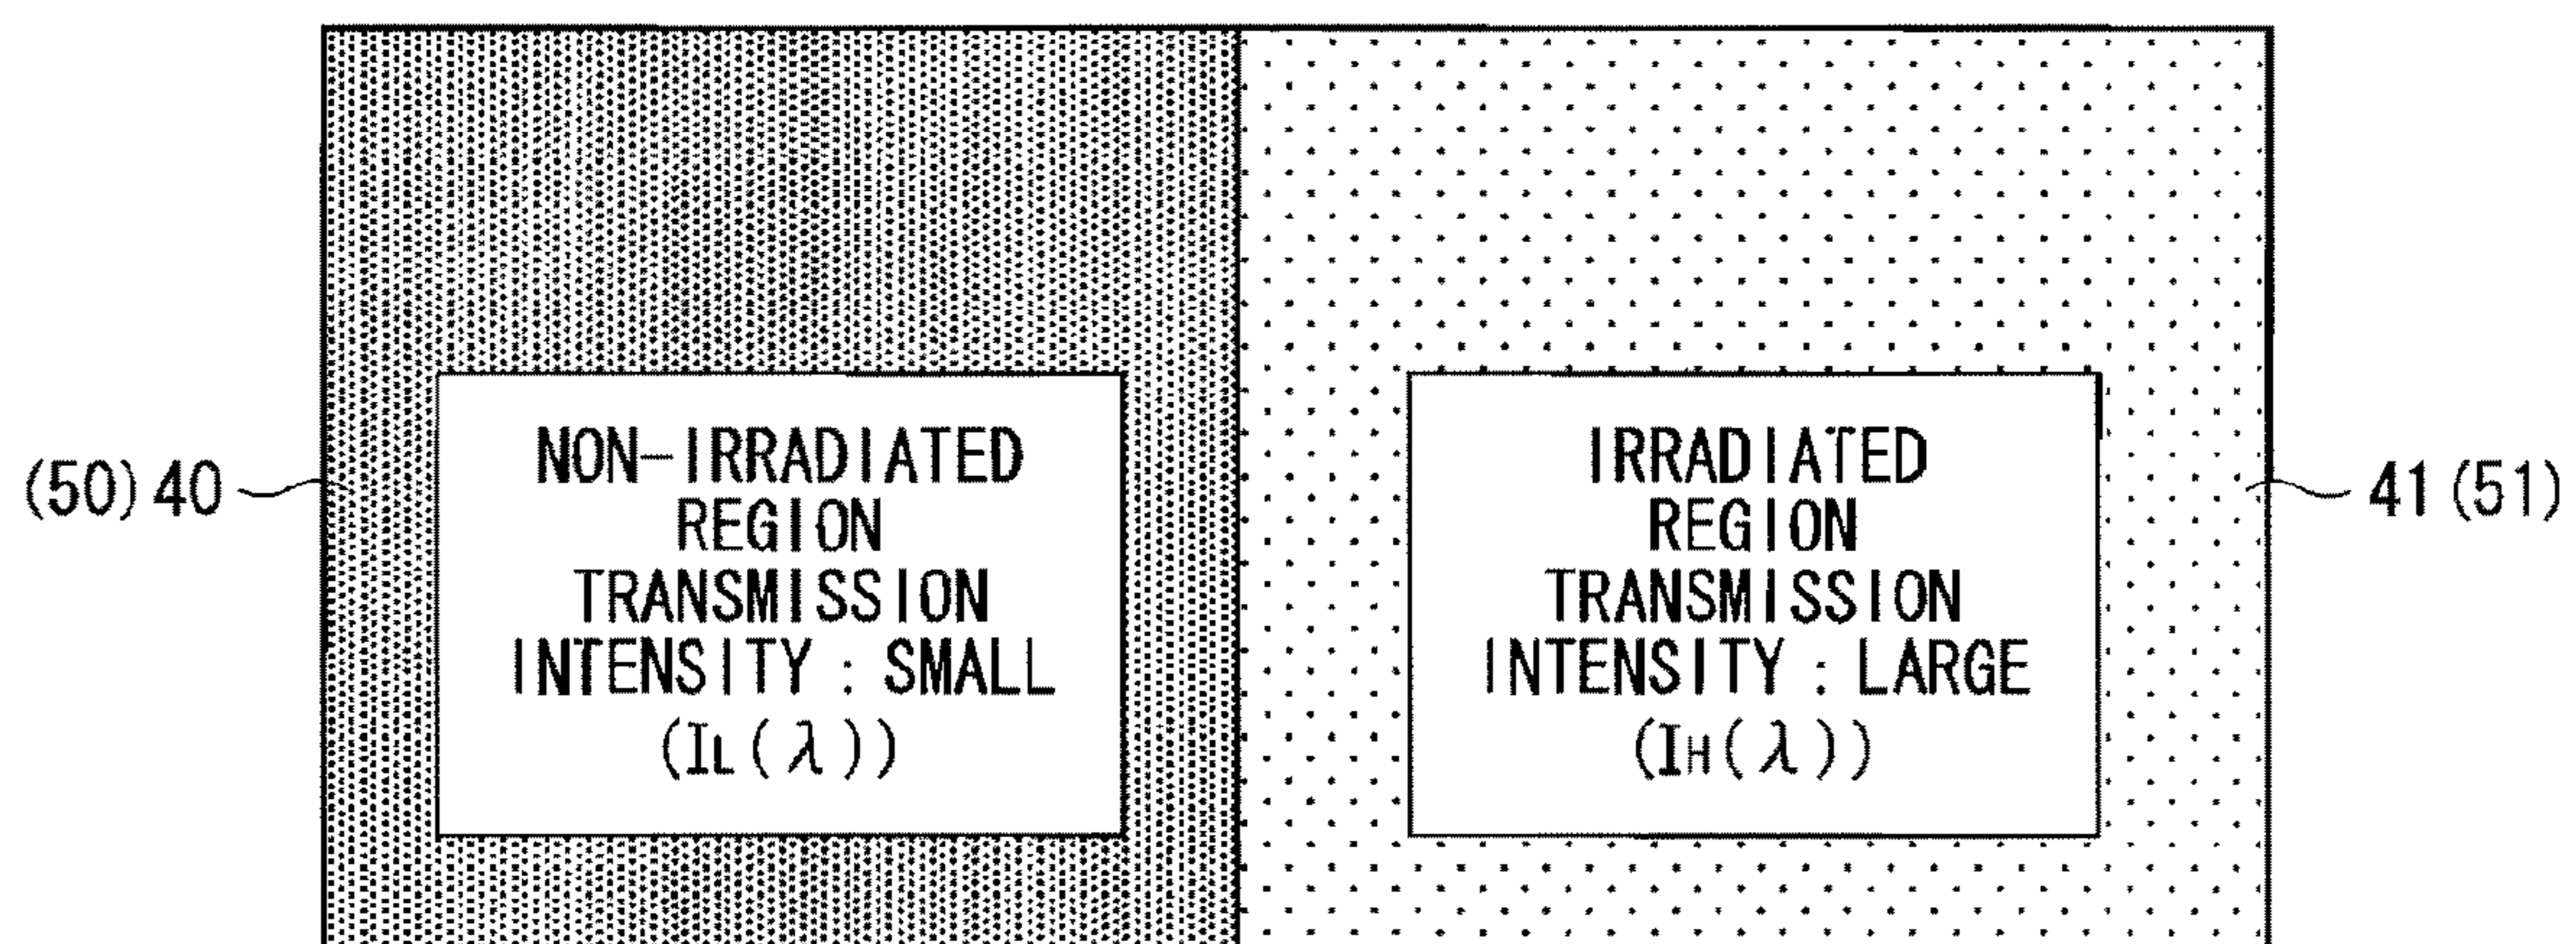 NON-IRRADIATED
REGION
TRANSMISSION
INTENSITY : SMALL
(IL(λ))
IRRADIATED
REGION
TRANSMISSION
INTENSITY : LARGE
(IH(λ))
(50) 40
41 (51)